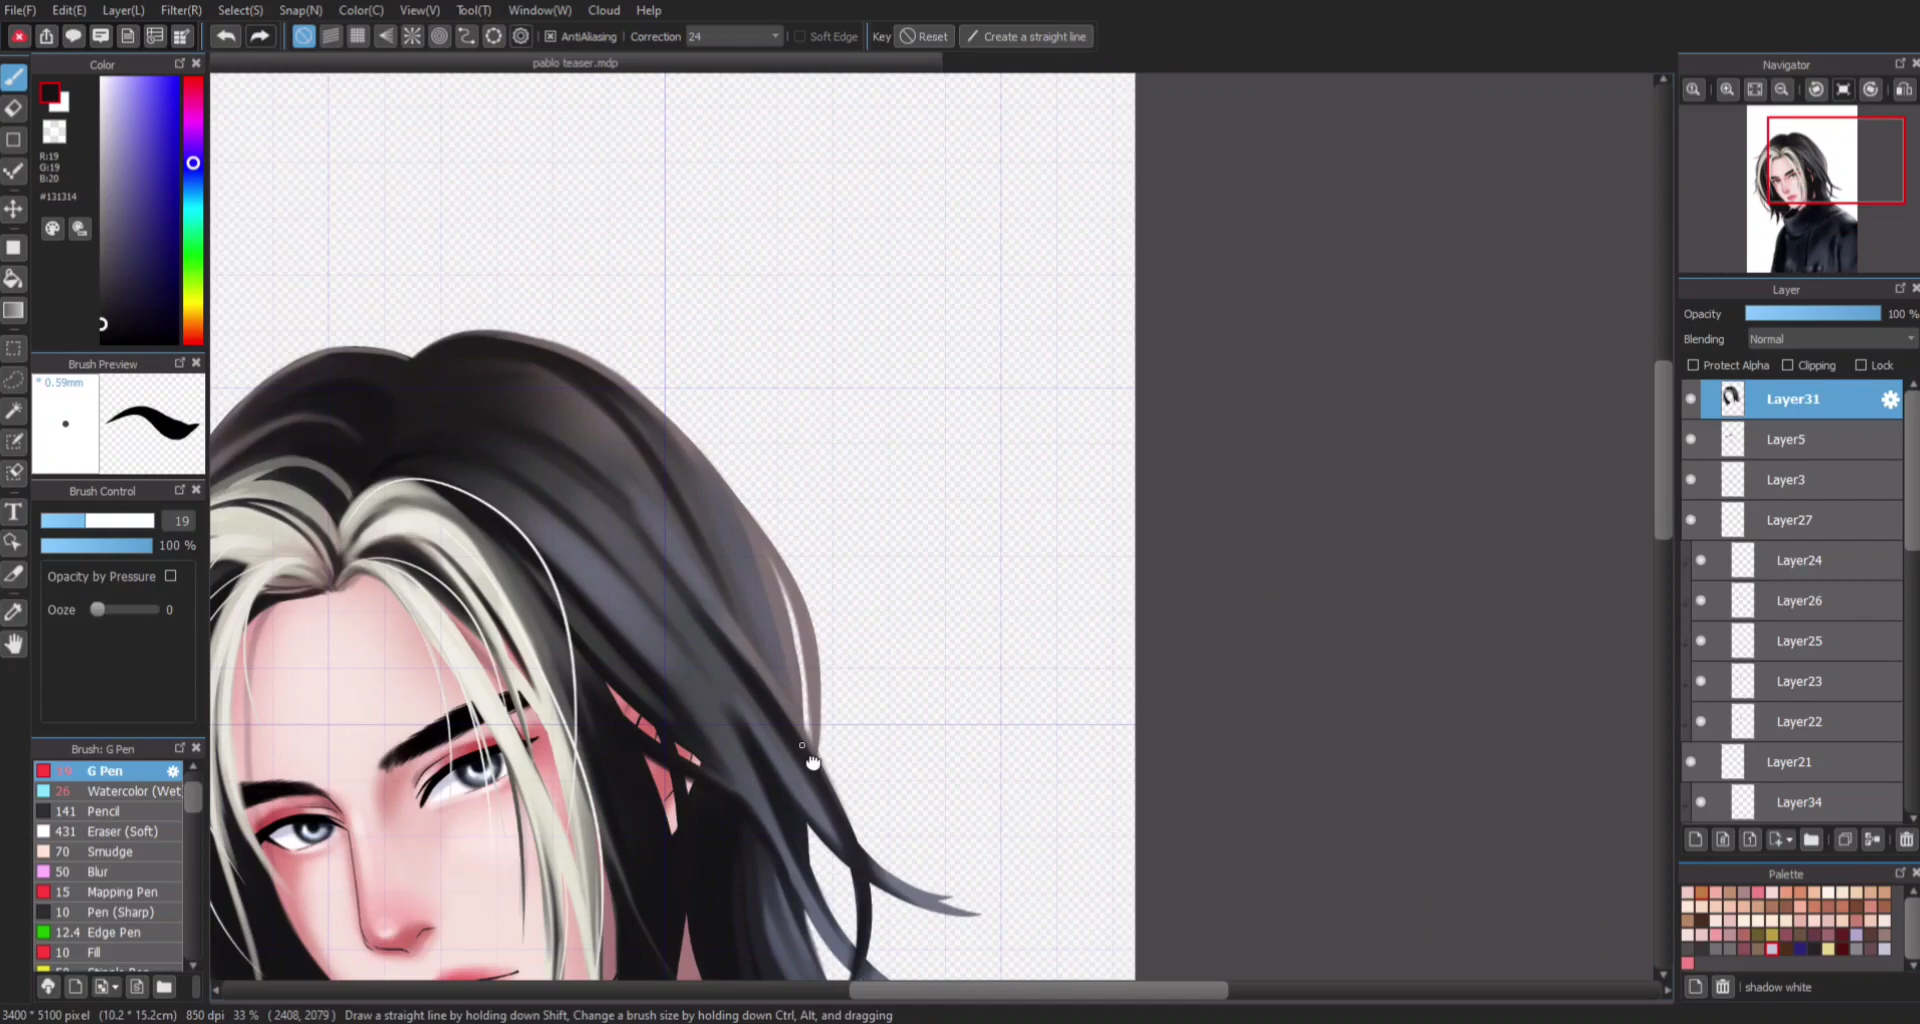 File(F) Edit(E) Layer(L) Filter(R) Select(S) Snap(N) Color(C) View(V) Tool(T) Window(W) Cloud Help
AntiAliasing Correction 24 Soft Edge Key Reset Create a straight line
Color
pablo teaser.mdp
Navigator
R:19
G:19
B:20
#131314
Brush Preview
* 0.59mm
Brush Control
19
100 %
Opacity by Pressure
Ooze 0
Brush: G Pen
19 G Pen
26 Watercolor (Wet
141 Pencil
431 Eraser (Soft)
70 Smudge
50 Blur
15 Mapping Pen
10 Pen (Sharp)
12.4 Edge Pen
10 Fill
Layer
Opacity 100 %
Blending Normal
Protect Alpha Clipping Lock
Layer31
Layer5
Layer3
Layer27
Layer24
Layer26
Layer25
Layer23
Layer22
Layer21
Layer34
Palette
shadow white
3400 * 5100 pixel (10.2 * 15.2cm) 850 dpi 33 % ( 2408, 2079 ) Draw a straight line by holding down Shift, Change a brush size by holding down Ctrl, Alt, and dragging